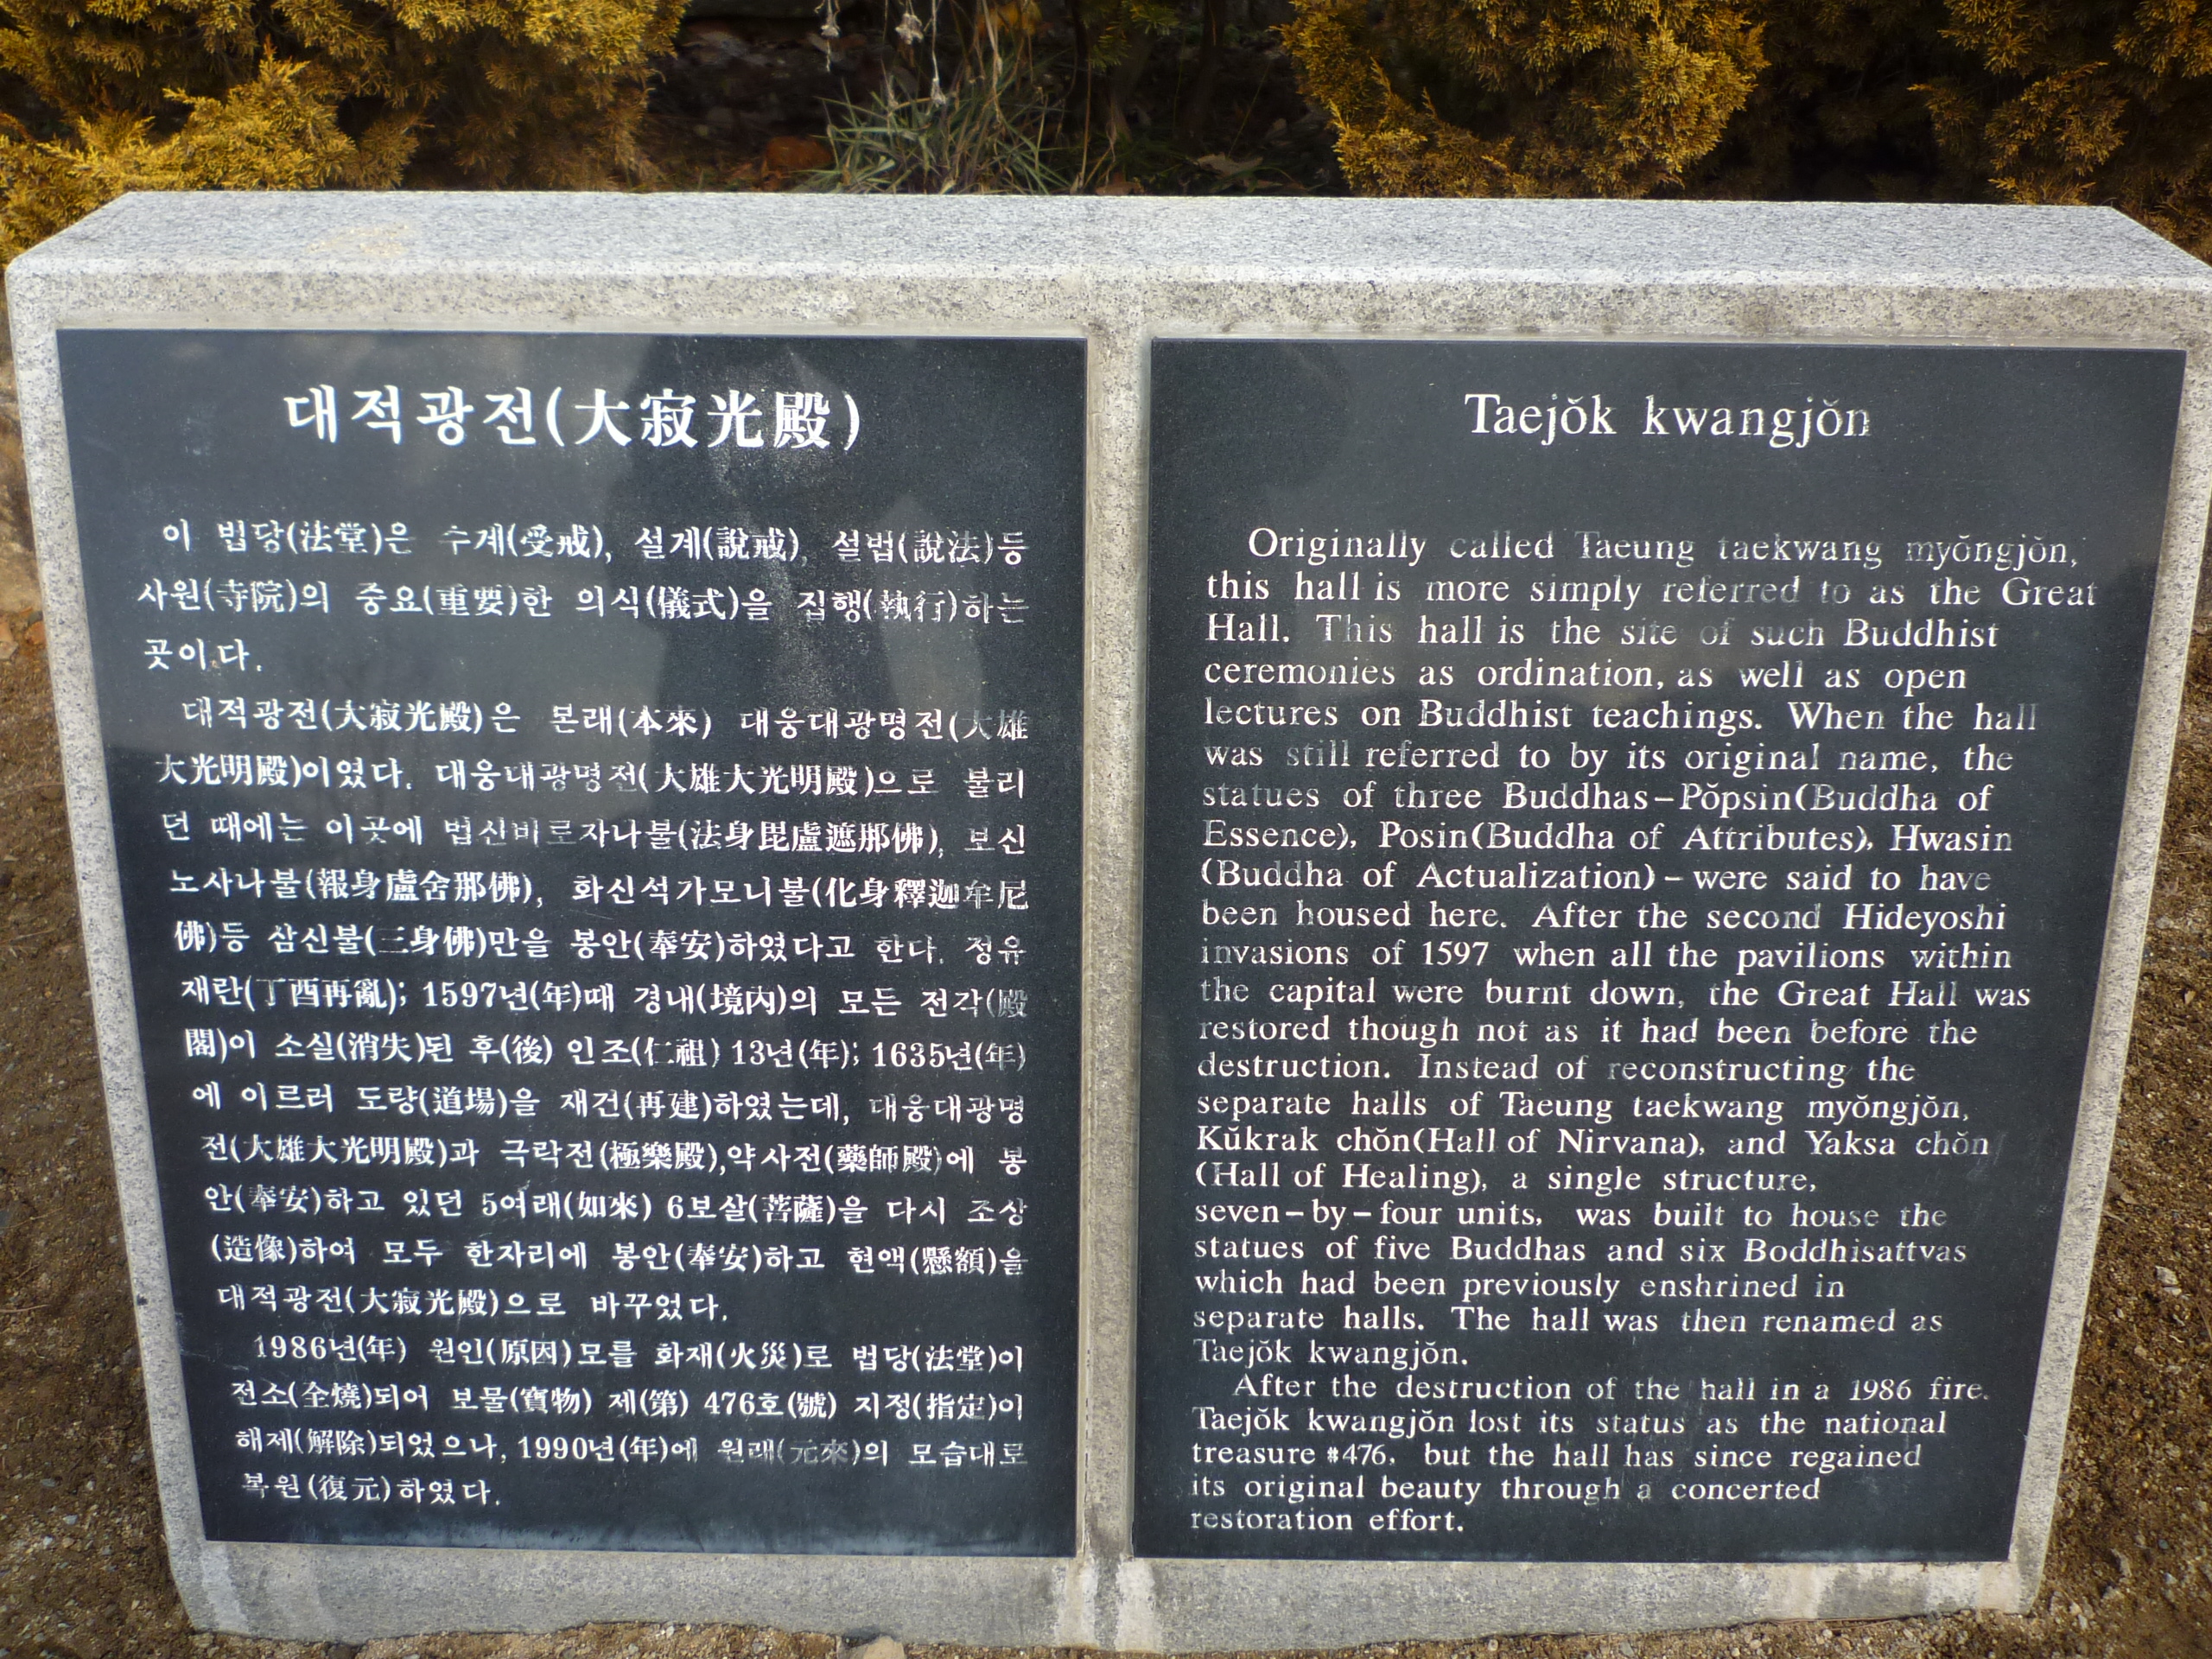 대적광전(大寂光殿)
이 법당(法堂)은 수계(受戒), 설계(說戒), 설법(說法)등
사원(寺院)의 중요(重要)한 의식(儀式)을 집행(執行)하는
곳이다.
대적광전(大寂光殿)은 본래(本來) 대웅대광명전(大雄
大光明殿)이였다. 대웅대광명전(大雄大光明殿)으로 불리
던 때에는 이곳에 법신비로자나불(法身毘盧遮那佛), 보신
노사나불(報身盧舍那佛), 화신석가모니불(化身釋迦牟尼
佛)등 삼신불(三身佛)만을 봉안(奉安)하였다고 한다. 정유
재란(丁酉再亂); 1597년(年)때 경내(境內)의 모든 전각(殿
閣)이 소실(消失)된 후(後) 인조(仁祖) 13년(年); 1635년(年)
에 이르러 도량(道場)을 재건(再建)하였는데, 대웅대광명
전(大雄大光明殿)과 극락전(極樂殿),약사전(藥師殿)에 봉
안(奉安)하고 있던 5여래(如來) 6보살(菩薩)을 다시 조상
(造像)하여 모두 한자리에 봉안(奉安)하고 현액(懸額)을
대적광전(大寂光殿)으로 바꾸었다.
1986년(年) 원인(原因)모를 화재(火災)로 법당(法堂)이
전소(全燒)되어 보물(寶物) 제(第) 476호(號) 지정(指定)이
해제(解除)되었으나, 1990년(年)에 원래(元來)의 모습대로
복원(復元)하였다.
Taejŏk kwangjŏn
Originally called Taeung taekwang myŏngjŏn,
this hall is more simply referred to as the Great
Hall. This hall is the site of such Buddhist
ceremonies as ordination, as well as open
lectures on Buddhist teachings. When the hall
was still referred to by its original name, the
statues of three Buddhas–Pŏpsin(Buddha of
Essence), Posin(Buddha of Attributes), Hwasin
(Buddha of Actualization)–were said to have
been housed here. After the second Hideyoshi
invasions of 1597 when all the pavilions within
the capital were burnt down, the Great Hall was
restored though not as it had been before the
destruction. Instead of reconstructing the
separate halls of Taeung taekwang myŏngjŏn,
Kŭkrak chŏn(Hall of Nirvana), and Yaksa chŏn
(Hall of Healing), a single structure,
seven–by–four units, was built to house the
statues of five Buddhas and six Boddhisattvas
which had been previously enshrined in
separate halls. The hall was then renamed as
Taejŏk kwangjŏn.
After the destruction of the hall in a 1986 fire.
Taejŏk kwangjŏn lost its status as the national
treasure #476, but the hall has since regained
its original beauty through a concerted
restoration effort.